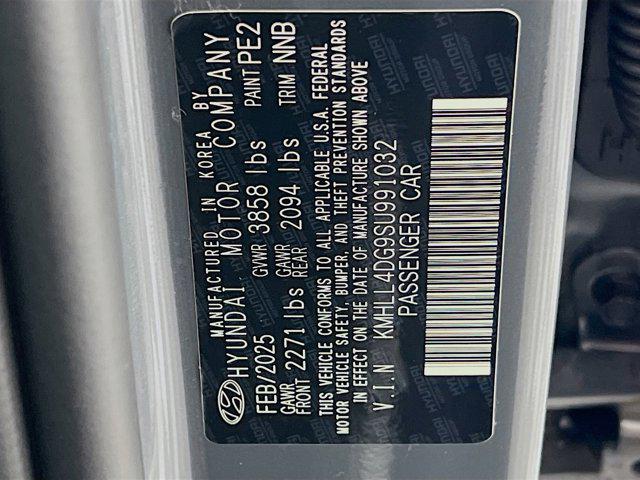 MANUFACTURED IN KOREA BY
HYUNDAI MOTOR COMPANY
FEB/2025 GVWR 3858 lbs PAINT PE2
GAWR FRONT 2271 lbs GAWR REAR 2094 lbs TRIM NNB
THIS VEHICLE CONFORMS TO ALL APPLICABLE U.S.A. FEDERAL
MOTOR VEHICLE SAFETY, BUMPER, AND THEFT PREVENTION STANDARDS
IN EFFECT ON THE DATE OF MANUFACTURE SHOWN ABOVE
V.I.N KMHLL4DG9SU991032
PASSENGER CAR